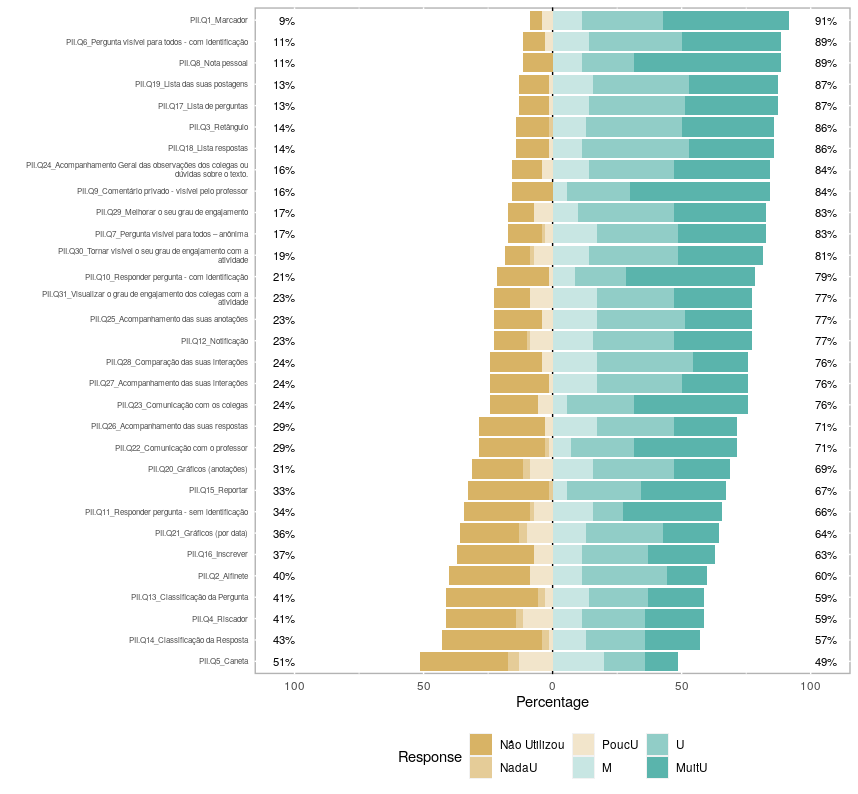 PII.Q1_Marcador 9% 91%
PII.Q6_Pergunta visível para todos - com identificação 11% 89%
PII.Q8_Nota pessoal 11% 89%
PII.Q19_Lista das suas postagens 13% 87%
PII.Q17_Lista de perguntas 13% 87%
PII.Q3_Retângulo 14% 86%
PII.Q18_Lista respostas 14% 86%
PII.Q24_Acompanhamento Geral das observações dos colegas ou
dúvidas sobre o texto. 16% 84%
PII.Q9_Comentário privado - visível pelo professor 16% 84%
PII.Q29_Melhorar o seu grau de engajamento 17% 83%
PII.Q7_Pergunta visível para todos – anônima 17% 83%
PII.Q30_Tornar visível o seu grau de engajamento com a
atividade 19% 81%
PII.Q10_Responder pergunta - com identificação 21% 79%
PII.Q31_Visualizar o grau de engajamento dos colegas com a
atividade 23% 77%
PII.Q25_Acompanhamento das suas anotações 23% 77%
PII.Q12_Notificação 23% 77%
PII.Q28_Comparação das suas interações 24% 76%
PII.Q27_Acompanhamento das suas interações 24% 76%
PII.Q23_Comunicação com os colegas 24% 76%
PII.Q26_Acompanhamento das suas respostas 29% 71%
PII.Q22_Comunicação com o professor 29% 71%
PII.Q20_Gráficos (anotações) 31% 69%
PII.Q15_Reportar 33% 67%
PII.Q11_Responder pergunta - sem identificação 34% 66%
PII.Q21_Gráficos (por data) 36% 64%
PII.Q16_Inscrever 37% 63%
PII.Q2_Alfinete 40% 60%
PII.Q13_Classificação da Pergunta 41% 59%
PII.Q4_Riscador 41% 59%
PII.Q14_Classificação da Resposta 43% 57%
PII.Q5_Caneta 51% 49%
100 50 0 50 100
Percentage
Response
Não Utilizou PoucU U
NadaU M MuitU